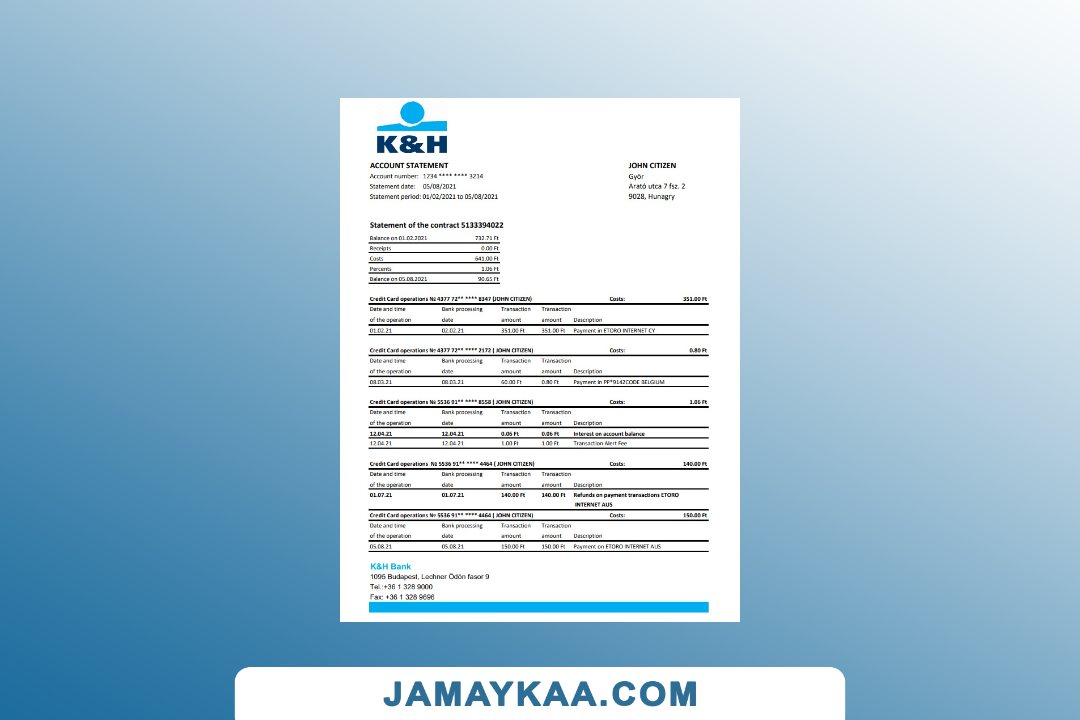 K&H
ACCOUNT STATEMENT
Account number: 1234 **** **** 3214
Statement date: 05/08/2021
Statement period: 01/02/2021 to 05/08/2021
JOHN CITIZEN
Győr
Arató utca 7 fsz. 2
9028, Hunagry
Statement of the contract 5133394022
Balance on 01.02.2021 732.71 Ft
Receipts 0.00 Ft
Costs 641.00 Ft
Percents 1.06 Ft
Balance on 05.08.2021 90.65 Ft
Credit Card operations № 4377 72** **** 8347 (JOHN CITIZEN) Costs: 351.00 Ft
Date and time Bank processing Transaction Transaction
of the operation date amount amount Description
01.02.21 02.02.21 351.00 Ft 351.00 Ft Payment in ETORO INTERNET CY
Credit Card operations № 4377 72** **** 2172 ( JOHN CITIZEN) Costs: 0.80 Ft
Date and time Bank processing Transaction Transaction
of the operation date amount amount Description
08.03.21 08.03.21 60.00 Ft 0.80 Ft Payment in PP*9142CODE BELGIUM
Credit Card operations № 5536 91** **** 8558 ( JOHN CITIZEN) Costs: 1.06 Ft
Date and time Bank processing Transaction Transaction
of the operation date amount amount Description
12.04.21 12.04.21 0.06 Ft 0.06 Ft Interest on account balance
12.04.21 12.04.21 1.00 Ft 1.00 Ft Transaction Alert Fee
Credit Card operations № 5536 91** **** 4464 ( JOHN CITIZEN) Costs: 140.00 Ft
Date and time Bank processing Transaction Transaction
of the operation date amount amount Description
01.07.21 01.07.21 140.00 Ft 140.00 Ft Refunds on payment transactions ETORO
INTERNET AUS
Credit Card operations № 5536 91** **** 4464 ( JOHN CITIZEN) Costs: 150.00 Ft
Date and time Bank processing Transaction Transaction
of the operation date amount amount Description
05.08.21 05.08.21 150.00 Ft 150.00 Ft Payment on ETORO INTERNET AUS
K&H Bank
1095 Budapest, Lechner Ödön fasor 9
Tel.:+36 1 328 9000
Fax: +36 1 328 9696
JAMAYKAA.COM